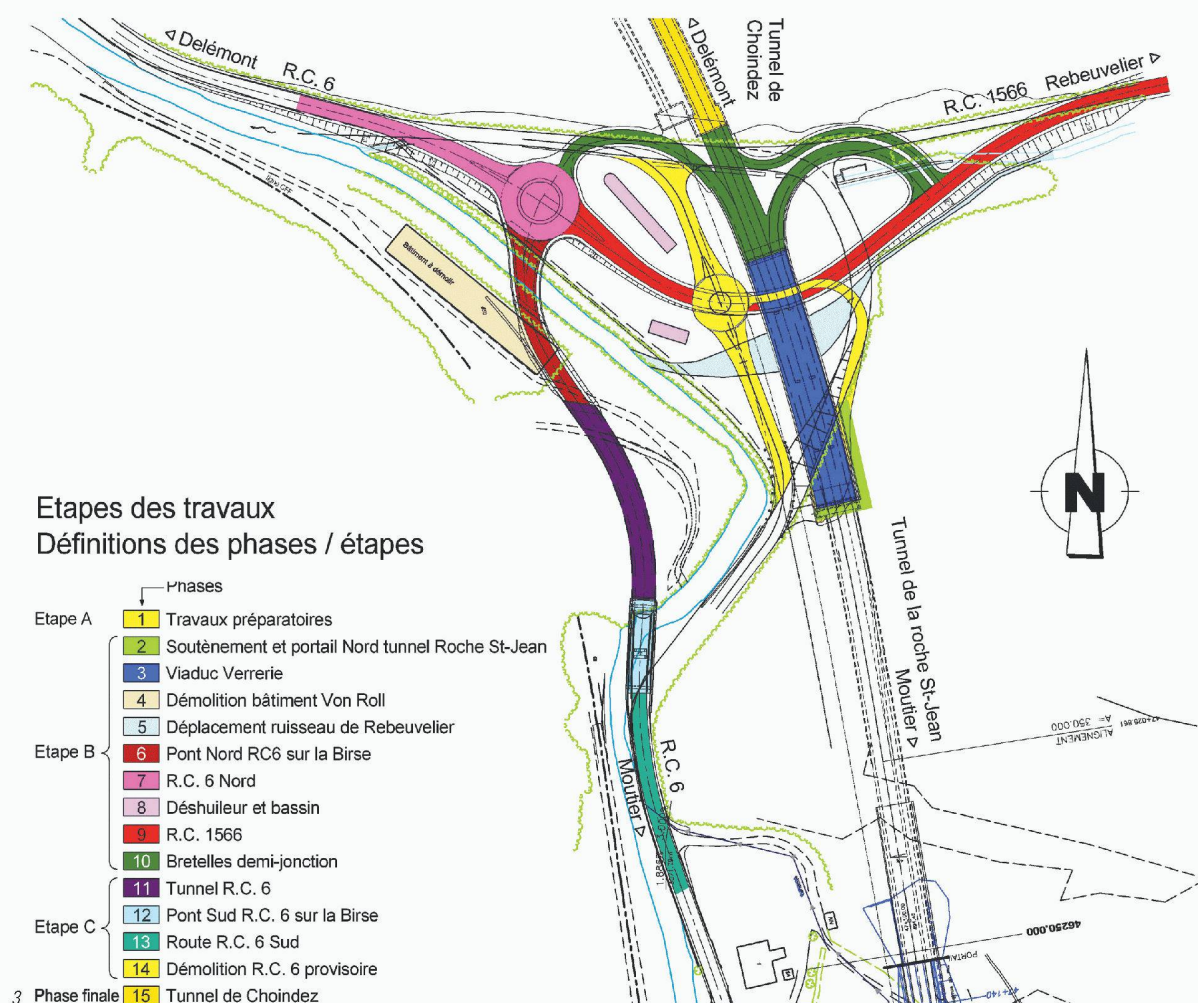 ◁ Delémont R.C. 6
◁ Delémont
Tunnel de
Choindez
R.C. 1566 Rebeuvelier ▷
ligne CFF
Bâtiment à démolir
N
Etapes des travaux
Définitions des phases / étapes
Phases
Etape A 1 Travaux préparatoires
2 Soutènement et portail Nord tunnel Roche St-Jean
3 Viaduc Verrerie
4 Démolition bâtiment Von Roll
5 Déplacement ruisseau de Rebeuvelier
Etape B 6 Pont Nord RC6 sur la Birse
7 R.C. 6 Nord
8 Déshuileur et bassin
9 R.C. 1566
10 Bretelles demi-jonction
11 Tunnel R.C. 6
12 Pont Sud R.C. 6 sur la Birse
Etape C 13 Route R.C. 6 Sud
14 Démolition R.C. 6 provisoire
3 Phase finale 15 Tunnel de Choindez
Tunnel de la roche St-Jean
Moutier ▷
R.C. 6
Moutier ▷
ALIGNEMENT
A= 350.000
46250.000
PORTAIL
47+140